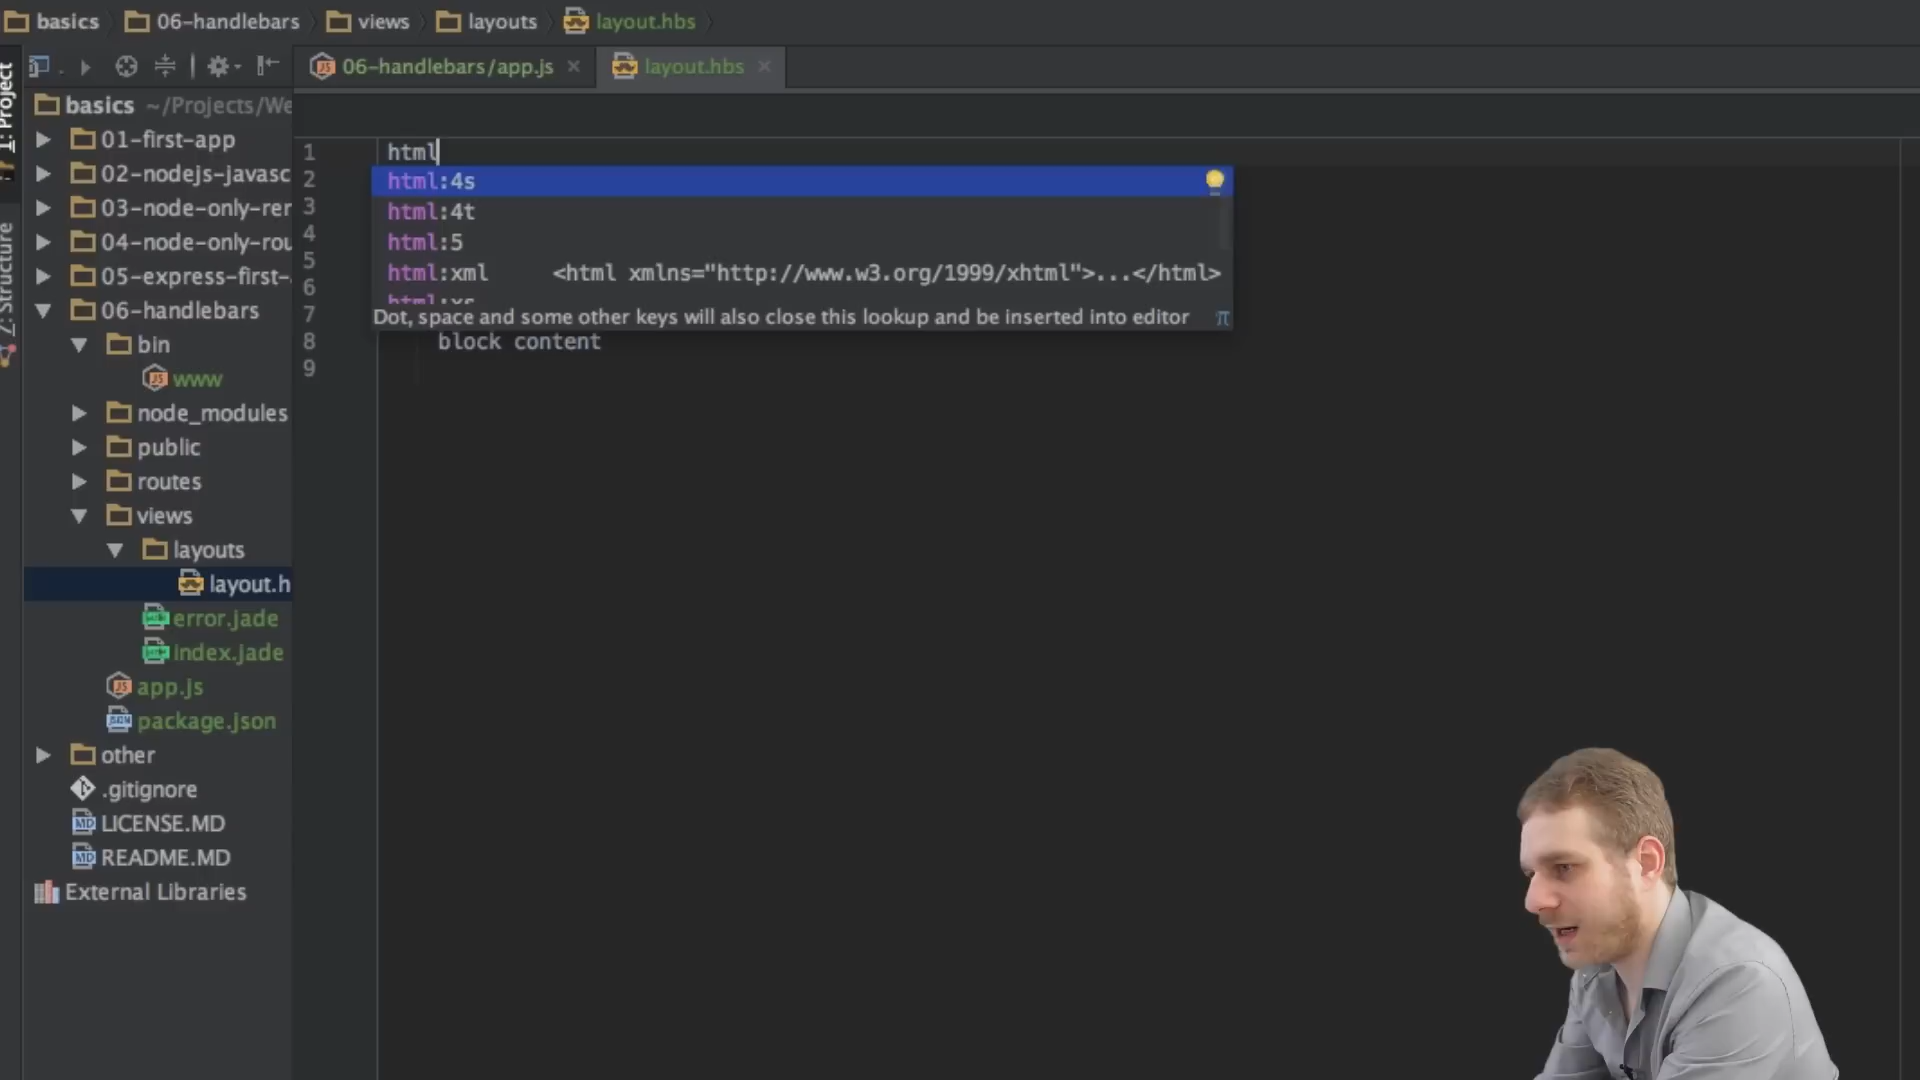 basics 06-handlebars views layouts layout.hbs
1: Project
06-handlebars/app.js layout.hbs
basics ~/Projects/We
01-first-app
02-nodejs-javasc
03-node-only-rer
04-node-only-rou
05-express-first-
06-handlebars
bin
www
node_modules
public
routes
views
layouts
layout.h
error.jade
index.jade
app.js
package.json
other
.gitignore
LICENSE.MD
README.MD
External Libraries
Z: Structure
1 html
2 html:4s
3 html:4t
4
5 html:5
6 html:xml <html xmlns="http://www.w3.org/1999/xhtml">...</html>
7 Dot, space and some other keys will also close this lookup and be inserted into editor π
8 block content
9